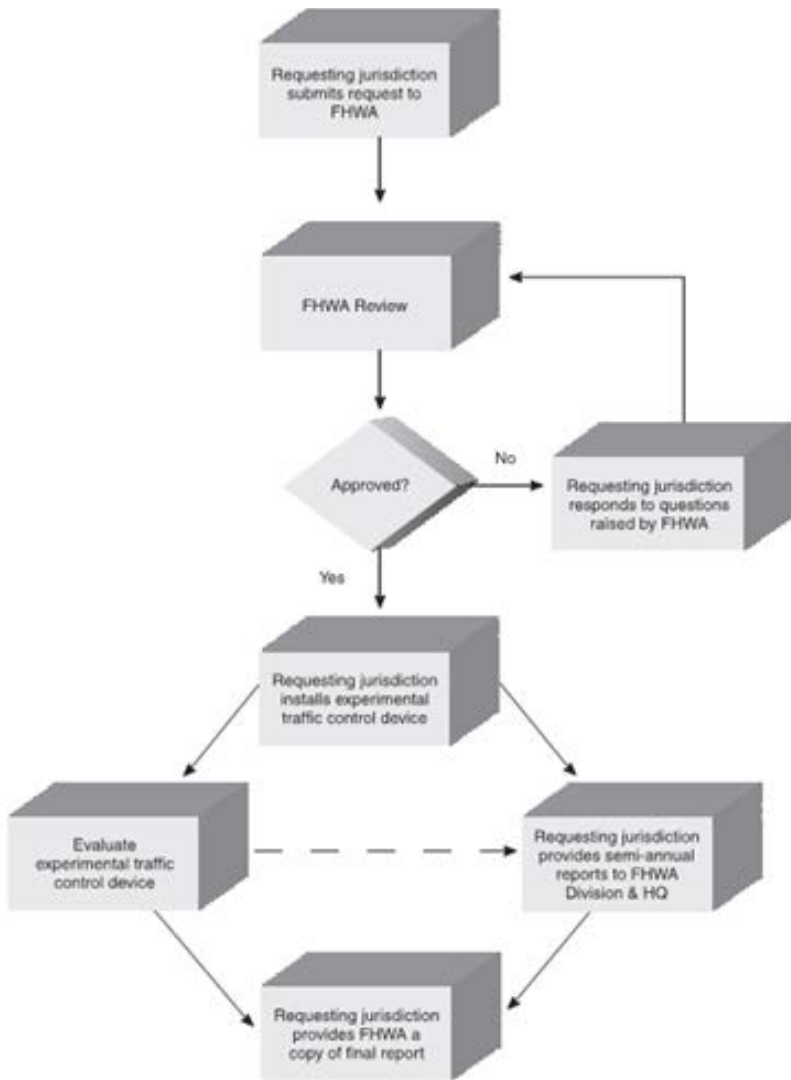 Requesting jurisdiction
submits request to
FHWA
FHWA Review
Approved?
No
Requesting jurisdiction
responds to questions
raised by FHWA
Yes
Requesting jurisdiction
installs experimental
traffic control device
Evaluate
experimental traffic
control device
Requesting jurisdiction
provides semi-annual
reports to FHWA
Division & HQ
Requesting jurisdiction
provides FHWA a
copy of final report